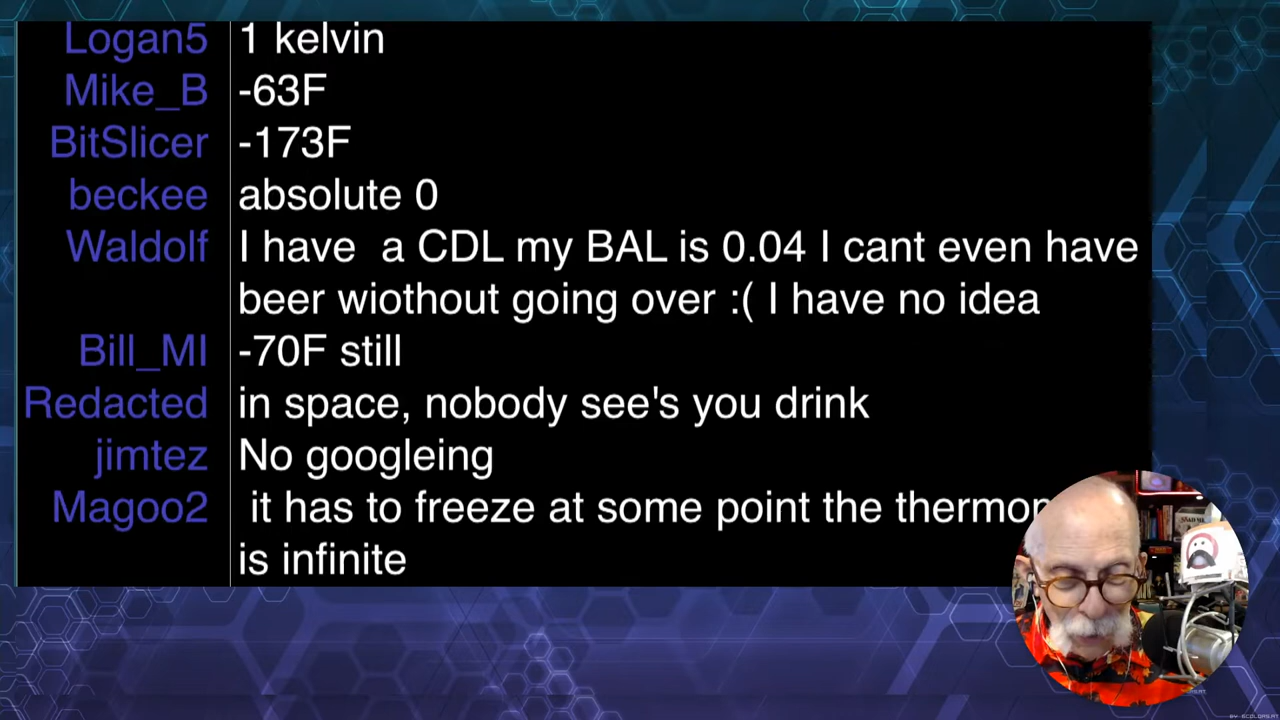 Logan5 1 kelvin
Mike_B -63F
BitSlicer -173F
beckee absolute 0
Waldolf I have  a CDL my BAL is 0.04 I cant even have
beer wiothout going over :( I have no idea
Bill_MI -70F still
Redacted in space, nobody see's you drink
jimtez No googleing
Magoo2 it has to freeze at some point the
is infinite